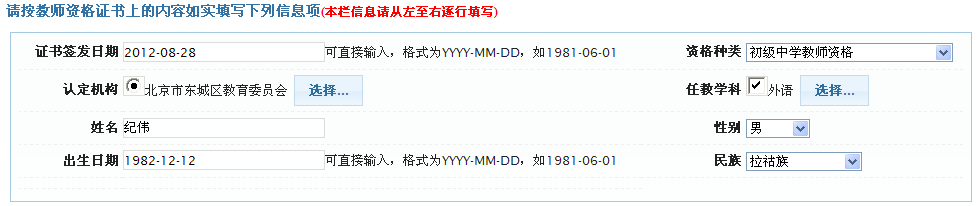 请按教师资格证书上的内容如实填写下列信息项(本栏信息请从左至右逐行填写)
证书签发日期 2012-08-28 可直接输入，格式为YYYY-MM-DD，如1981-06-01 资格种类 初级中学教师资格
认定机构 北京市东城区教育委员会 选择... 任教学科 外语 选择...
姓名 纪伟 性别 男
出生日期 1982-12-12 可直接输入，格式为YYYY-MM-DD，如1981-06-01 民族 拉祜族